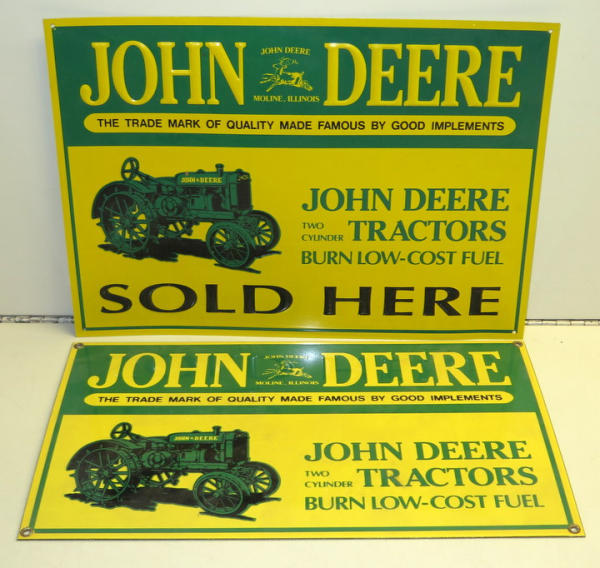 JOHN DEERE
JOHN DEERE
MOLINE, ILLINOIS
THE TRADE MARK OF QUALITY MADE FAMOUS BY GOOD IMPLEMENTS
JOHN DEERE
JOHN DEERE
TWO CYLINDER TRACTORS
BURN LOW-COST FUEL
SOLD HERE
JOHN DEERE
JOHN DEERE
MOLINE, ILLINOIS
THE TRADE MARK OF QUALITY MADE FAMOUS BY GOOD IMPLEMENTS
JOHN DEERE
JOHN DEERE
TWO CYLINDER TRACTORS
BURN LOW-COST FUEL